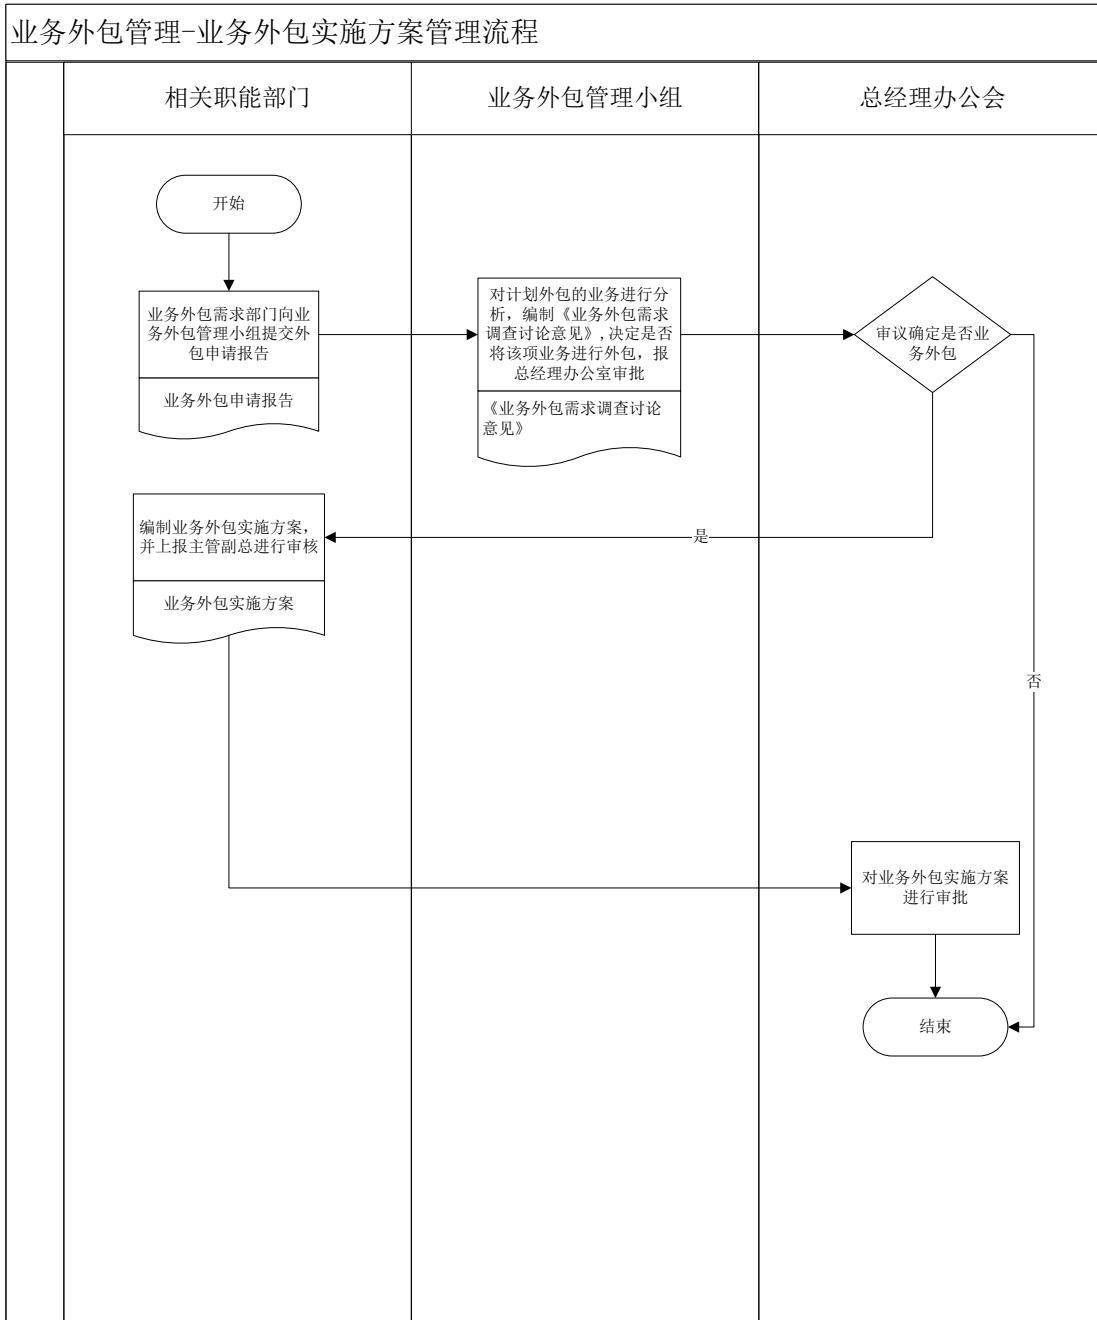 业务外包管理-业务外包实施方案管理流程
相关职能部门
业务外包管理小组
总经理办公会
开始
业务外包需求部门向业
务外包管理小组提交外
包申请报告
业务外包申请报告
对计划外包的业务进行分
析，编制《业务外包需求
调查讨论意见》,决定是否
将该项业务进行外包，报
总经理办公室审批
《业务外包需求调查讨论
意见》
审议确定是否业
务外包
是
编制业务外包实施方案，
并上报主管副总进行审核
业务外包实施方案
否
对业务外包实施方案
进行审批
结束